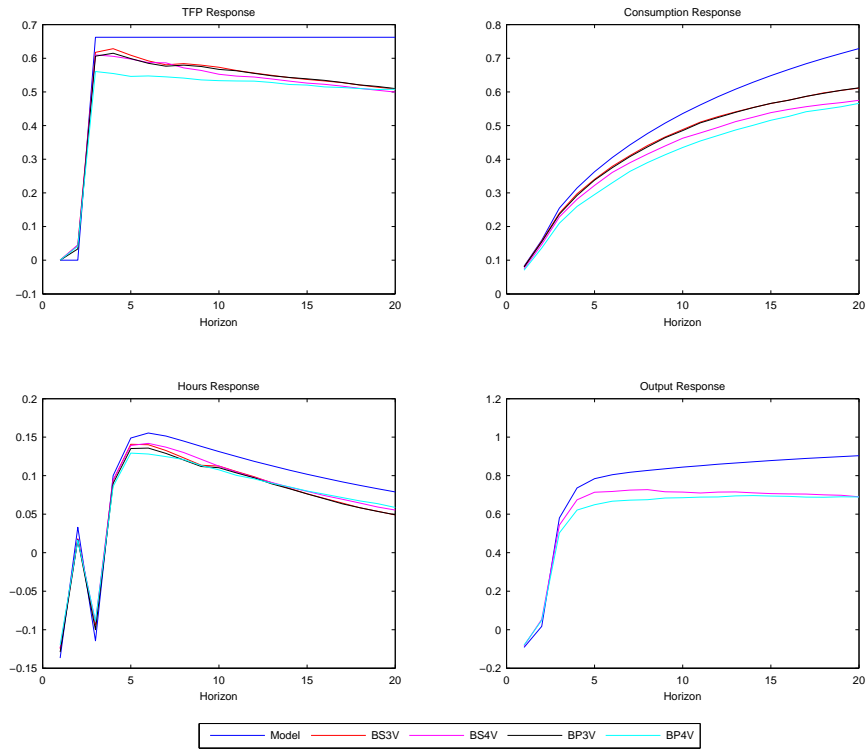 TFP Response
0.7
0.6
0.5
0.4
0.3
0.2
0.1
0
−0.1
0 5 10 15 20
Horizon
Consumption Response
0.8
0.7
0.6
0.5
0.4
0.3
0.2
0.1
0
0 5 10 15 20
Horizon
Hours Response
0.2
0.15
0.1
0.05
0
−0.05
−0.1
−0.15
0 5 10 15 20
Horizon
Output Response
1.2
1
0.8
0.6
0.4
0.2
0
−0.2
0 5 10 15 20
Horizon
Model BS3V BS4V BP3V BP4V